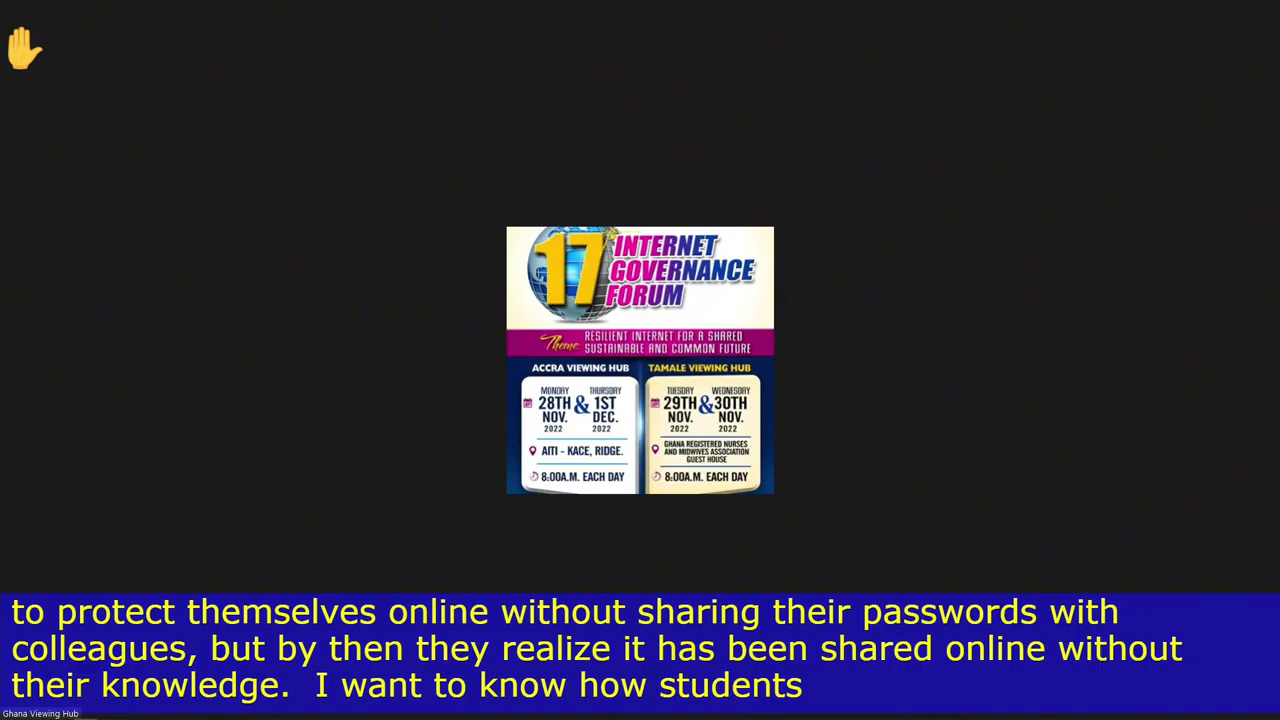 17th INTERNET
GOVERNANCE
FORUM
Theme: RESILIENT INTERNET FOR A SHARED
SUSTAINABLE AND COMMON FUTURE
ACCRA VIEWING HUB
MONDAY
28TH
NOV.
2022
&
THURSDAY
1ST
DEC.
2022
AITI - KACE, RIDGE.
8:00A.M. EACH DAY
TAMALE VIEWING HUB
TUESDAY
29TH
NOV.
2022
&
WEDNESDAY
30TH
NOV.
2022
GHANA REGISTERED NURSES
AND MIDWIVES ASSOCIATION
GUEST HOUSE
8:00A.M. EACH DAY
to protect themselves online without sharing their passwords with
colleagues, but by then they realize it has been shared online without
their knowledge.  I want to know how students
Ghana Viewing Hub